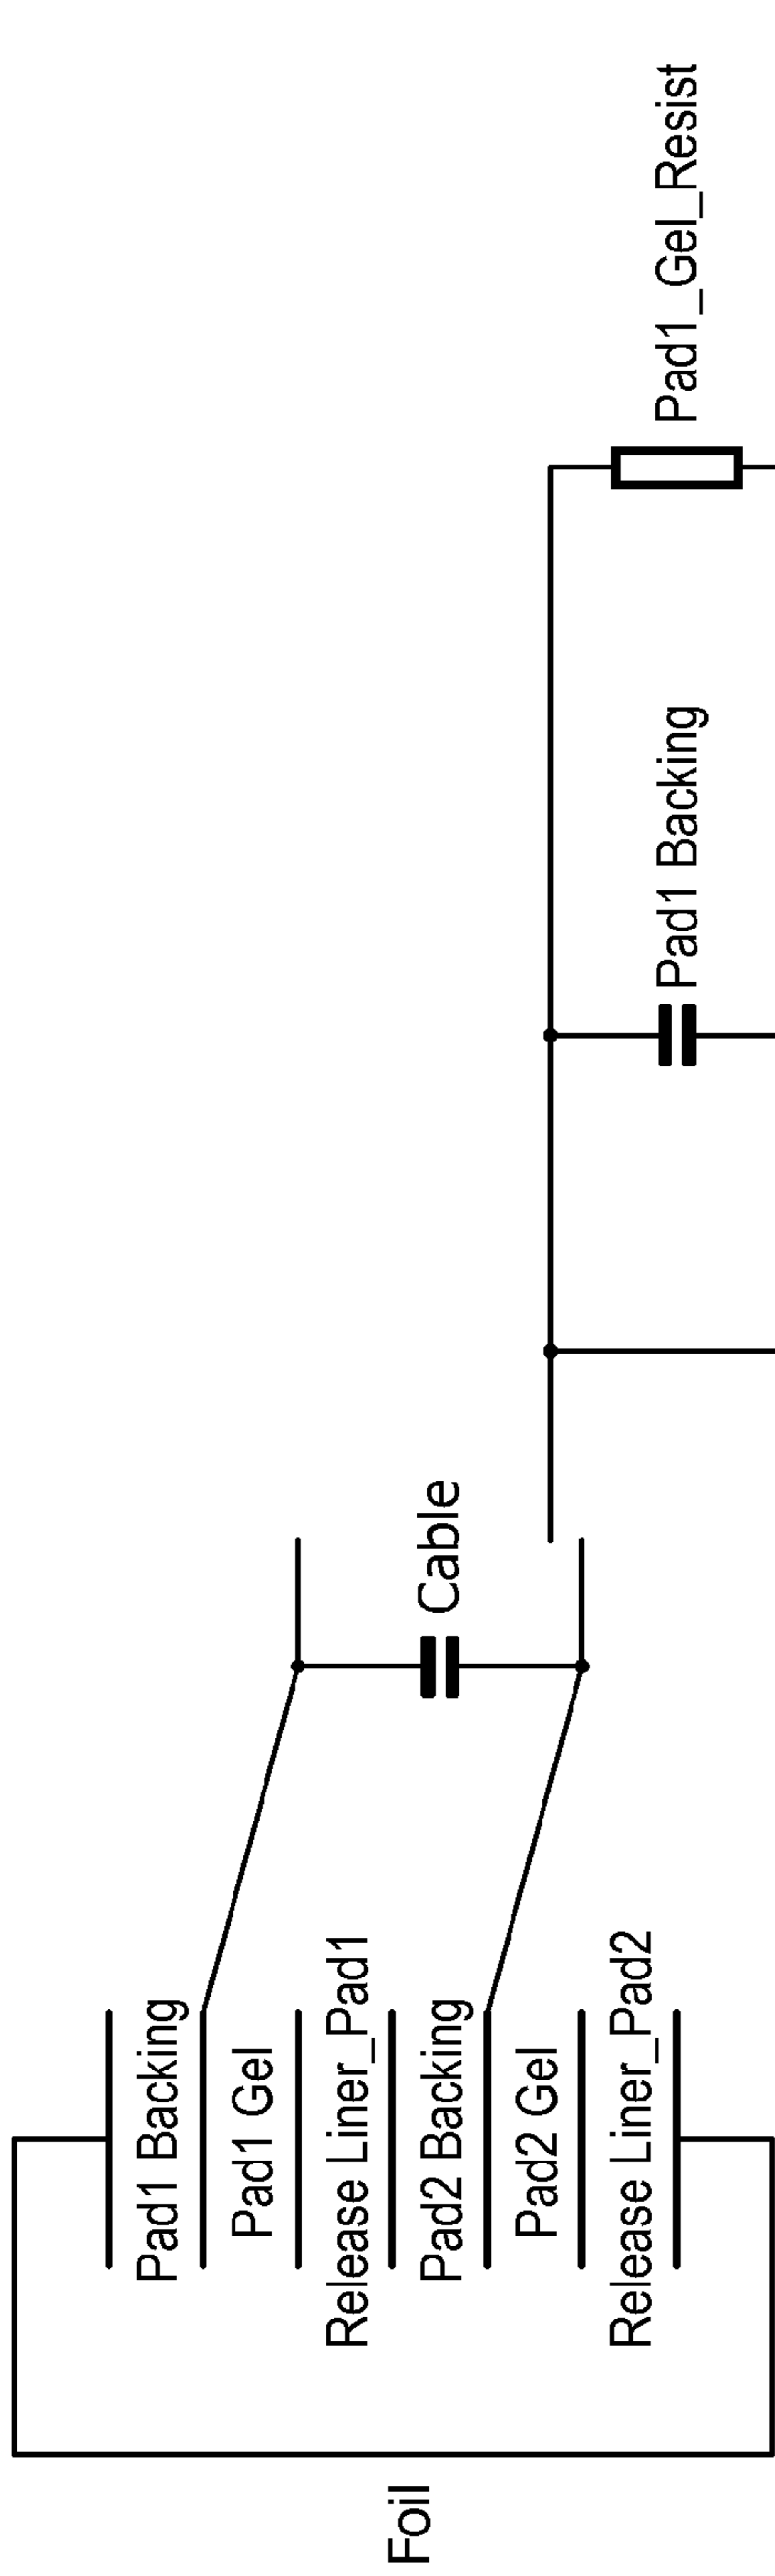 Foil
Pad1 Backing
Pad1 Gel
Release Liner_Pad1
Pad2 Backing
Pad2 Gel
Release Liner_Pad2
Cable
Pad1 Backing
Pad1_Gel_Resist